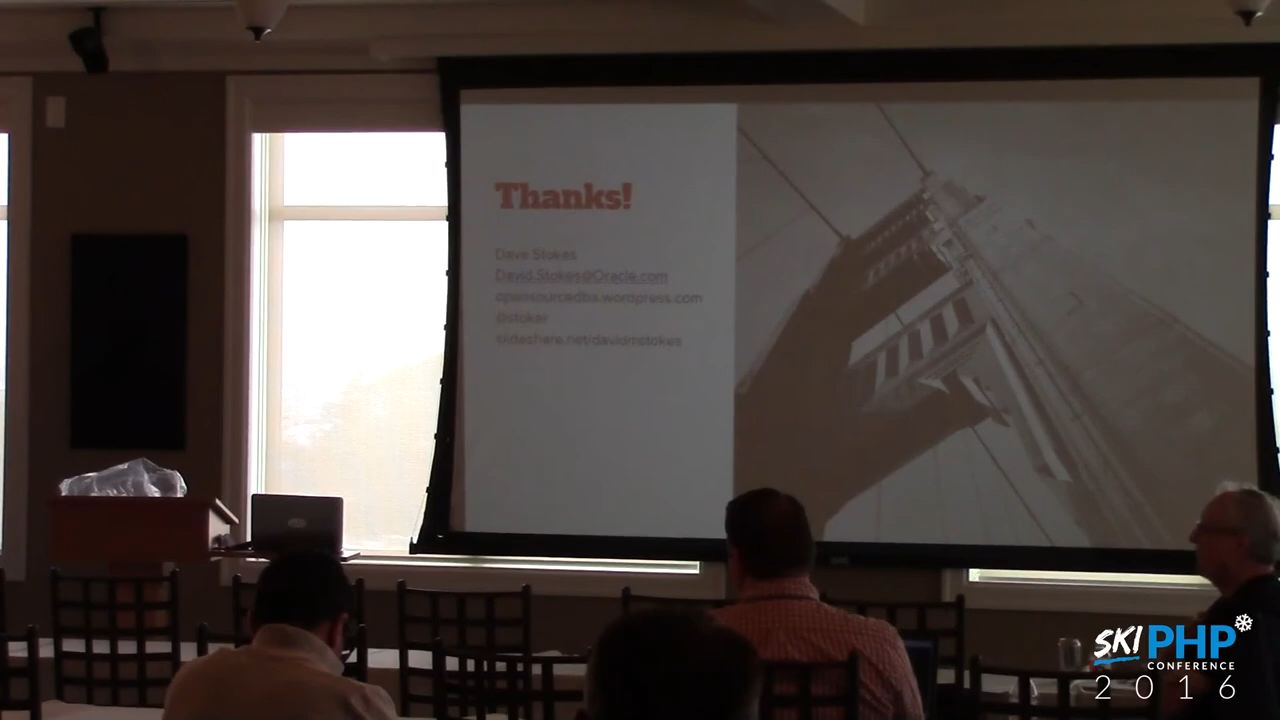 Thanks!
Dave Stokes
David.Stokes@Oracle.com
opensourcedba.wordpress.com
@stoker
slideshare.net/davidmstokes
SKI PHP
CONFERENCE
2016